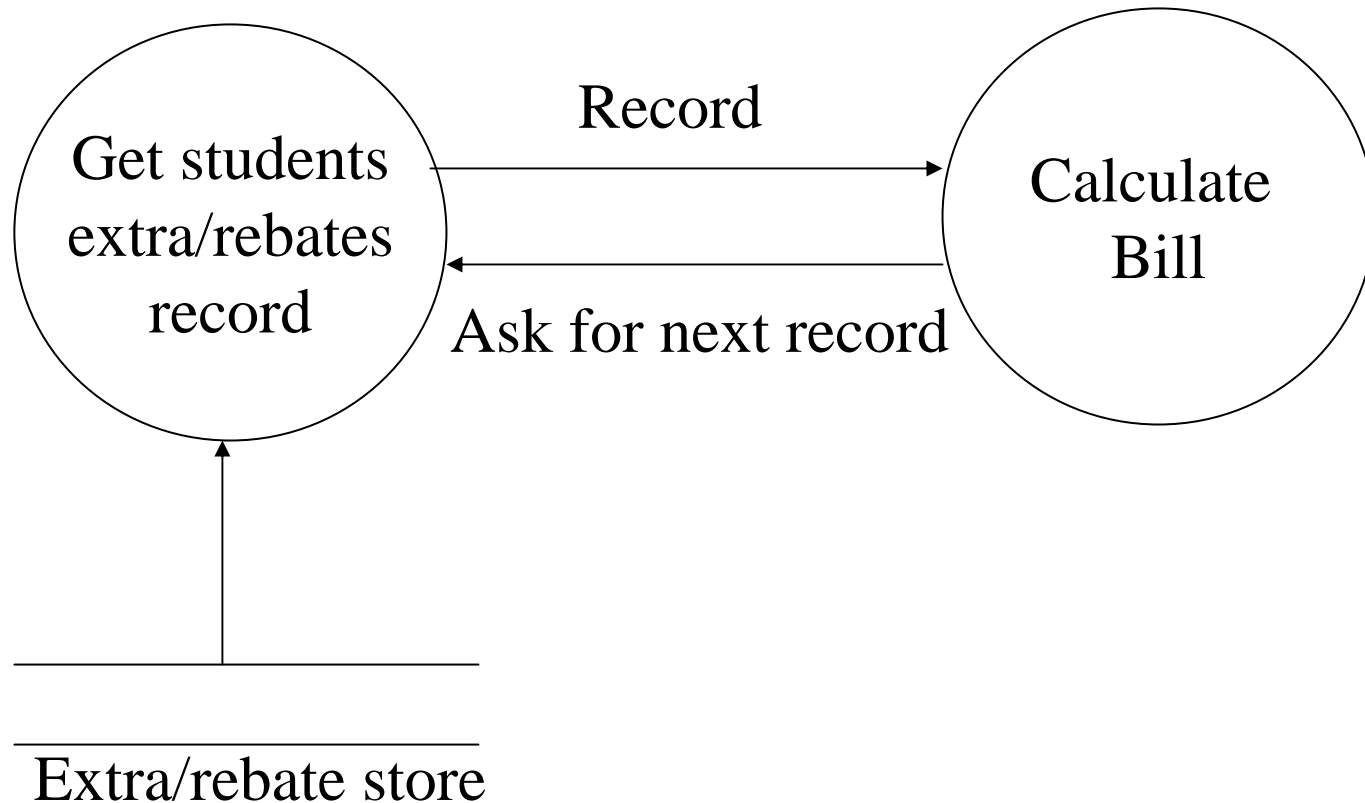 Get students
extra/rebates
record
Record
Ask for next record
Calculate
Bill
Extra/rebate store